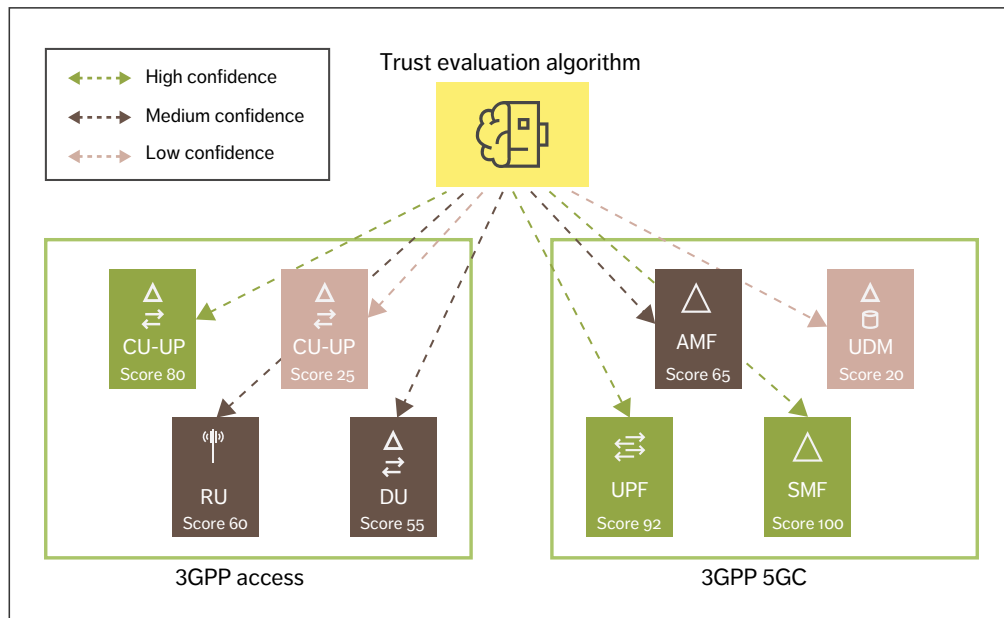 Trust evaluation algorithm
High confidence
Medium confidence
Low confidence
CU-UP
Score 80
CU-UP
Score 25
RU
Score 60
DU
Score 55
3GPP access
AMF
Score 65
UDM
Score 20
UPF
Score 92
SMF
Score 100
3GPP 5GC